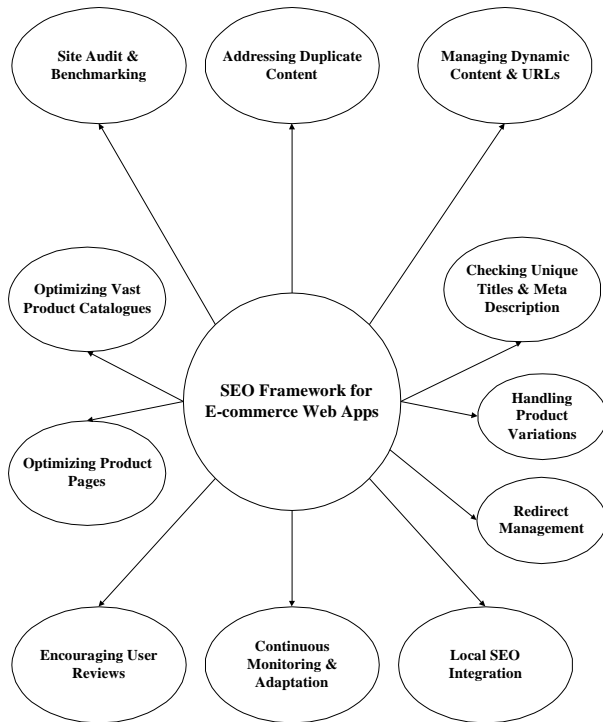 Site Audit &
Benchmarking
Addressing Duplicate
Content
Managing Dynamic
Content & URLs
Optimizing Vast
Product Catalogues
Checking Unique
Titles & Meta
Description
SEO Framework for
E-commerce Web Apps
Handling
Product
Variations
Optimizing Product
Pages
Redirect
Management
Encouraging User
Reviews
Continuous
Monitoring &
Adaptation
Local SEO
Integration